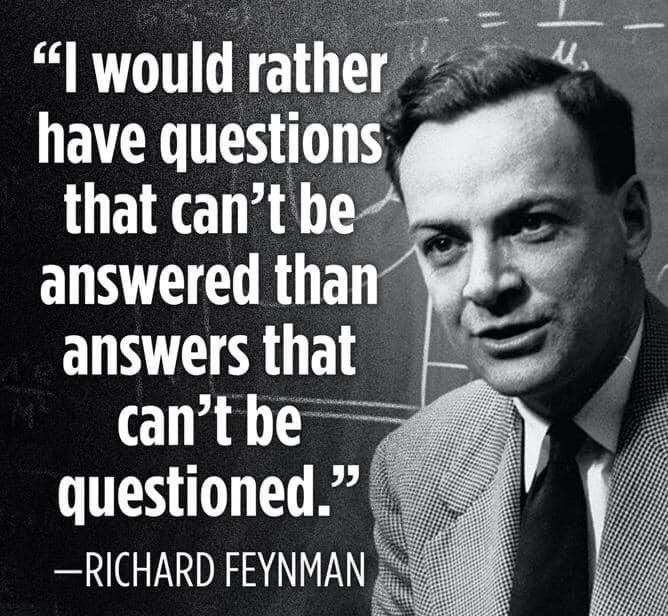 “I would rather
have questions
that can’t be
answered than
answers that
can’t be
questioned.”
—RICHARD FEYNMAN